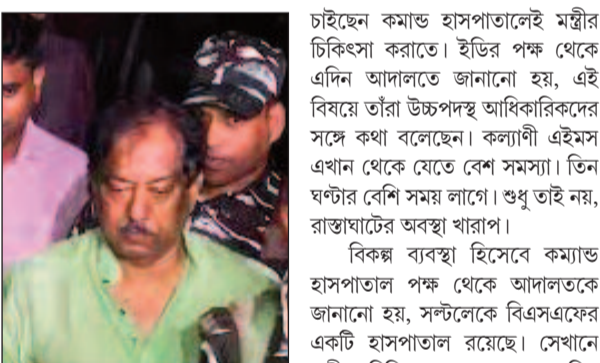 চাইছেন কমান্ড হাসপাতালেই মন্ত্রীর
চিকিৎসা করাতে। ইডির পক্ষ থেকে
এদিন আদালতে জানানো হয়, এই
বিষয়ে তাঁরা উচ্চপদস্থ আধিকারিকদের
সঙ্গে কথা বলেছেন। কল্যাণী এইমস
এখান থেকে যেতে বেশ সমস্যা। তিন
ঘণ্টার বেশি সময় লাগে। শুধু তাই নয়,
রাস্তাঘাটের অবস্থা খারাপ।
বিকল্প ব্যবস্থা হিসেবে কম্যান্ড
হাসপাতাল পক্ষ থেকে আদালতকে
জানানো হয়, সল্টলেকে বিএসএফের
একটি হাসপাতাল রয়েছে। সেখানে